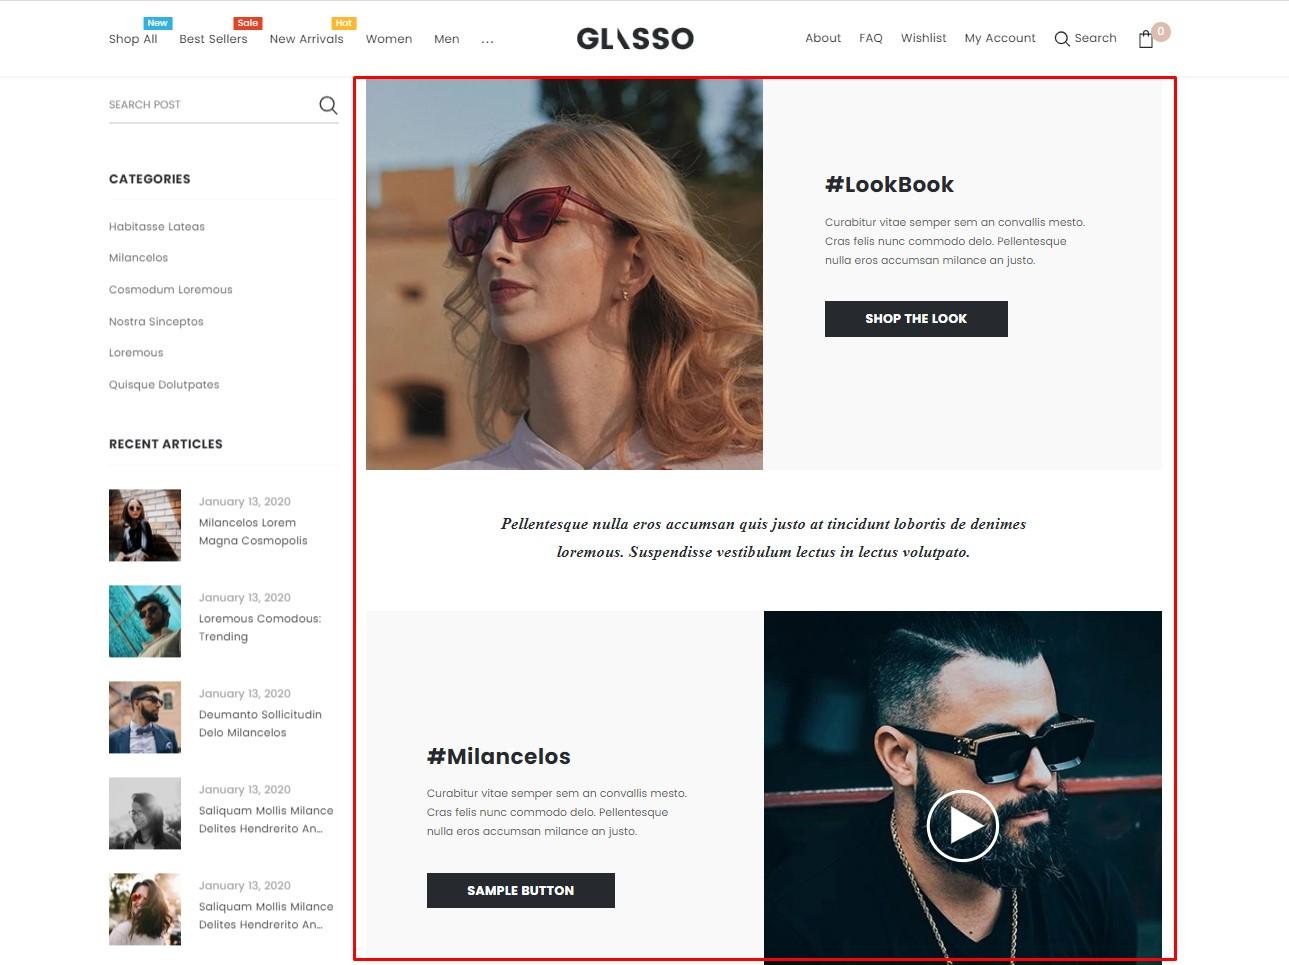 New
Sale
Hot
Shop All
Best Sellers
New Arrivals
Women
Men
...
GLASSO
About
FAQ
Wishlist
My Account
Search
0
SEARCH POST
CATEGORIES
Habitasse Lateas
Milancelos
Cosmodum Loremous
Nostra Sinceptos
Loremous
Quisque Dolutpates
RECENT ARTICLES
January 13, 2020
Milancelos Lorem
Magna Cosmopolis
January 13, 2020
Loremous Comodous:
Trending
January 13, 2020
Deumanto Sollicitudin
Delo Milancelos
January 13, 2020
Saliquam Mollis Milance
Delites Hendrerito An...
January 13, 2020
Saliquam Mollis Milance
Delites Hendrerito An...
#LookBook
Curabitur vitae semper sem an convallis mesto.
Cras felis nunc commodo delo. Pellentesque
nulla eros accumsan milance an justo.
SHOP THE LOOK
Pellentesque nulla eros accumsan quis justo at tincidunt lobortis de denimes
loremous. Suspendisse vestibulum lectus in lectus volutpato.
#Milancelos
Curabitur vitae semper sem an convallis mesto.
Cras felis nunc commodo delo. Pellentesque
nulla eros accumsan milance an justo.
SAMPLE BUTTON